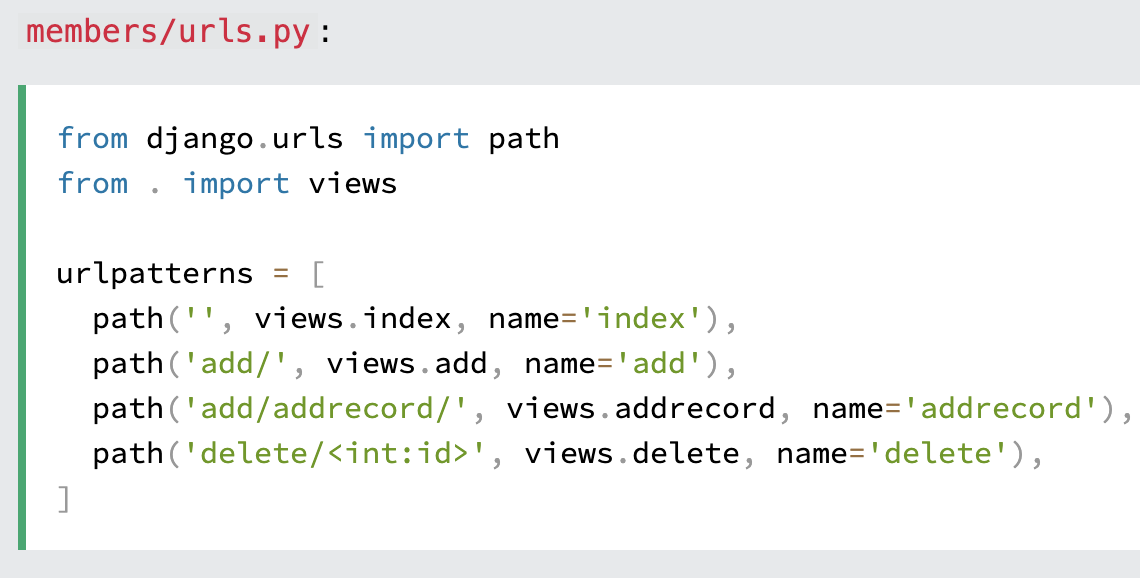 members/urls.py:
from django.urls import path
from . import views
urlpatterns = [
  path('', views.index, name='index'),
  path('add/', views.add, name='add'),
  path('add/addrecord/', views.addrecord, name='addrecord'),
  path('delete/<int:id>', views.delete, name='delete'),
]